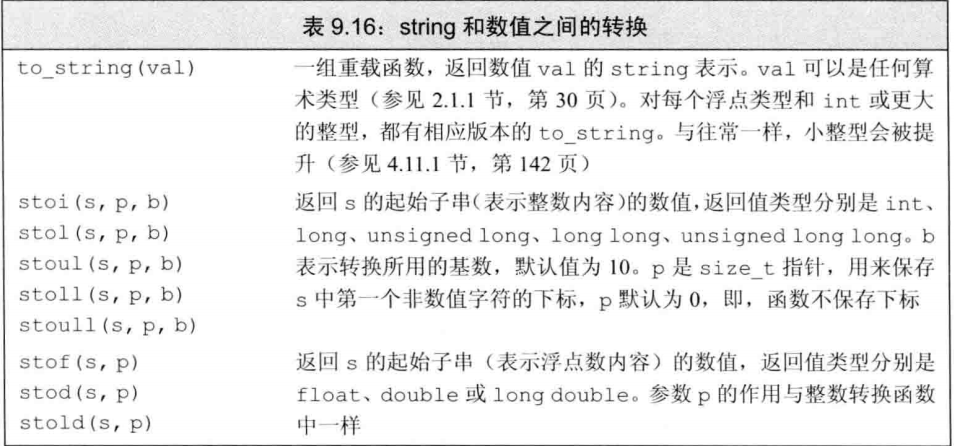 表 9.16：string 和数值之间的转换
to_string(val) 一组重载函数，返回数值 val 的 string 表示。val 可以是任何算
术类型（参见 2.1.1 节，第 30 页）。对每个浮点类型和 int 或更大
的整型，都有相应版本的 to_string。与往常一样，小整型会被提
升（参见 4.11.1 节，第 142 页）
stoi(s, p, b) 返回 s 的起始子串（表示整数内容）的数值，返回值类型分别是 int、
stol(s, p, b) long、unsigned long、long long、unsigned long long。b
stoul(s, p, b) 表示转换所用的基数，默认值为 10。p 是 size_t 指针，用来保存
stoll(s, p, b) s 中第一个非数值字符的下标，p 默认为 0，即，函数不保存下标
stoull(s, p, b)
stof(s, p) 返回 s 的起始子串（表示浮点数内容）的数值，返回值类型分别是
stod(s, p) float、double 或 long double。参数 p 的作用与整数转换函数
stold(s, p) 中一样